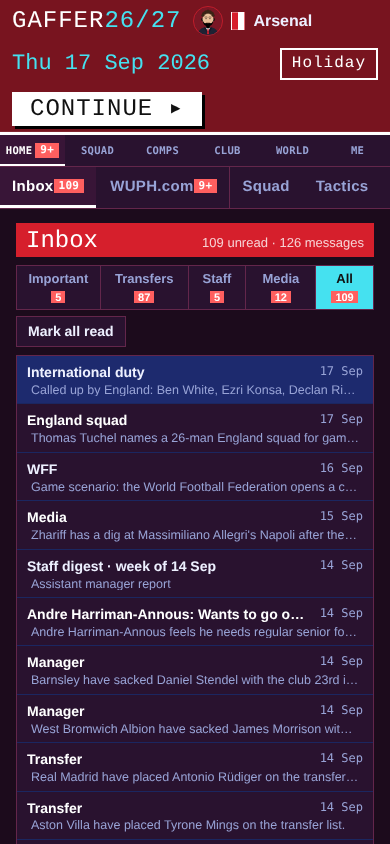 GAFFER26/27 Arsenal
Thu 17 Sep 2026 Holiday
CONTINUE ▸
HOME 9+ SQUAD COMPS CLUB WORLD ME
Inbox 109 WUPH.com 9+ Squad Tactics
Inbox 109 unread · 126 messages
Important Transfers Staff Media All
5 87 5 12 109
Mark all read
International duty 17 Sep
Called up by England: Ben White, Ezri Konsa, Declan Ri…
England squad 17 Sep
Thomas Tuchel names a 26-man England squad for gam…
WFF 16 Sep
Game scenario: the World Football Federation opens a c…
Media 15 Sep
Zhariff has a dig at Massimiliano Allegri's Napoli after the…
Staff digest · week of 14 Sep 14 Sep
Assistant manager report
Andre Harriman-Annous: Wants to go o… 14 Sep
Andre Harriman-Annous feels he needs regular senior fo…
Manager 14 Sep
Barnsley have sacked Daniel Stendel with the club 23rd i…
Manager 14 Sep
West Bromwich Albion have sacked James Morrison wit…
Transfer 14 Sep
Real Madrid have placed Antonio Rüdiger on the transfer…
Transfer 14 Sep
Aston Villa have placed Tyrone Mings on the transfer list.